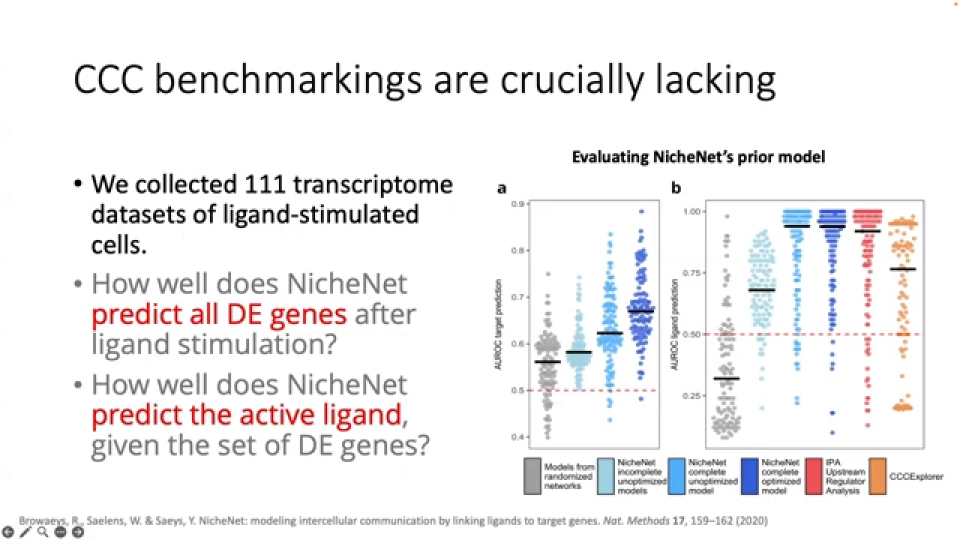 CCC benchmarkings are crucially lacking
• We collected 111 transcriptome
datasets of ligand-stimulated
cells.
• How well does NicheNet
predict all DE genes after
ligand stimulation?
• How well does NicheNet
predict the active ligand,
given the set of DE genes?
Evaluating NicheNet's prior model
a
b
AUROC target prediction
0.9
0.8
0.7
0.6
0.5
0.4
AUROC ligand prediction
1.00
0.75
0.50
0.25
Models from
randomized
networks
NicheNet
incomplete
unoptimized
models
NicheNet
complete
unoptimized
model
NicheNet
complete
optimized
model
IPA
Upstream
Regulator
Analysis
CCCExplorer
Browaeys, R., Saelens, W. & Saeys, Y. NicheNet: modeling intercellular communication by linking ligands to target genes. Nat. Methods 17, 159–162 (2020)